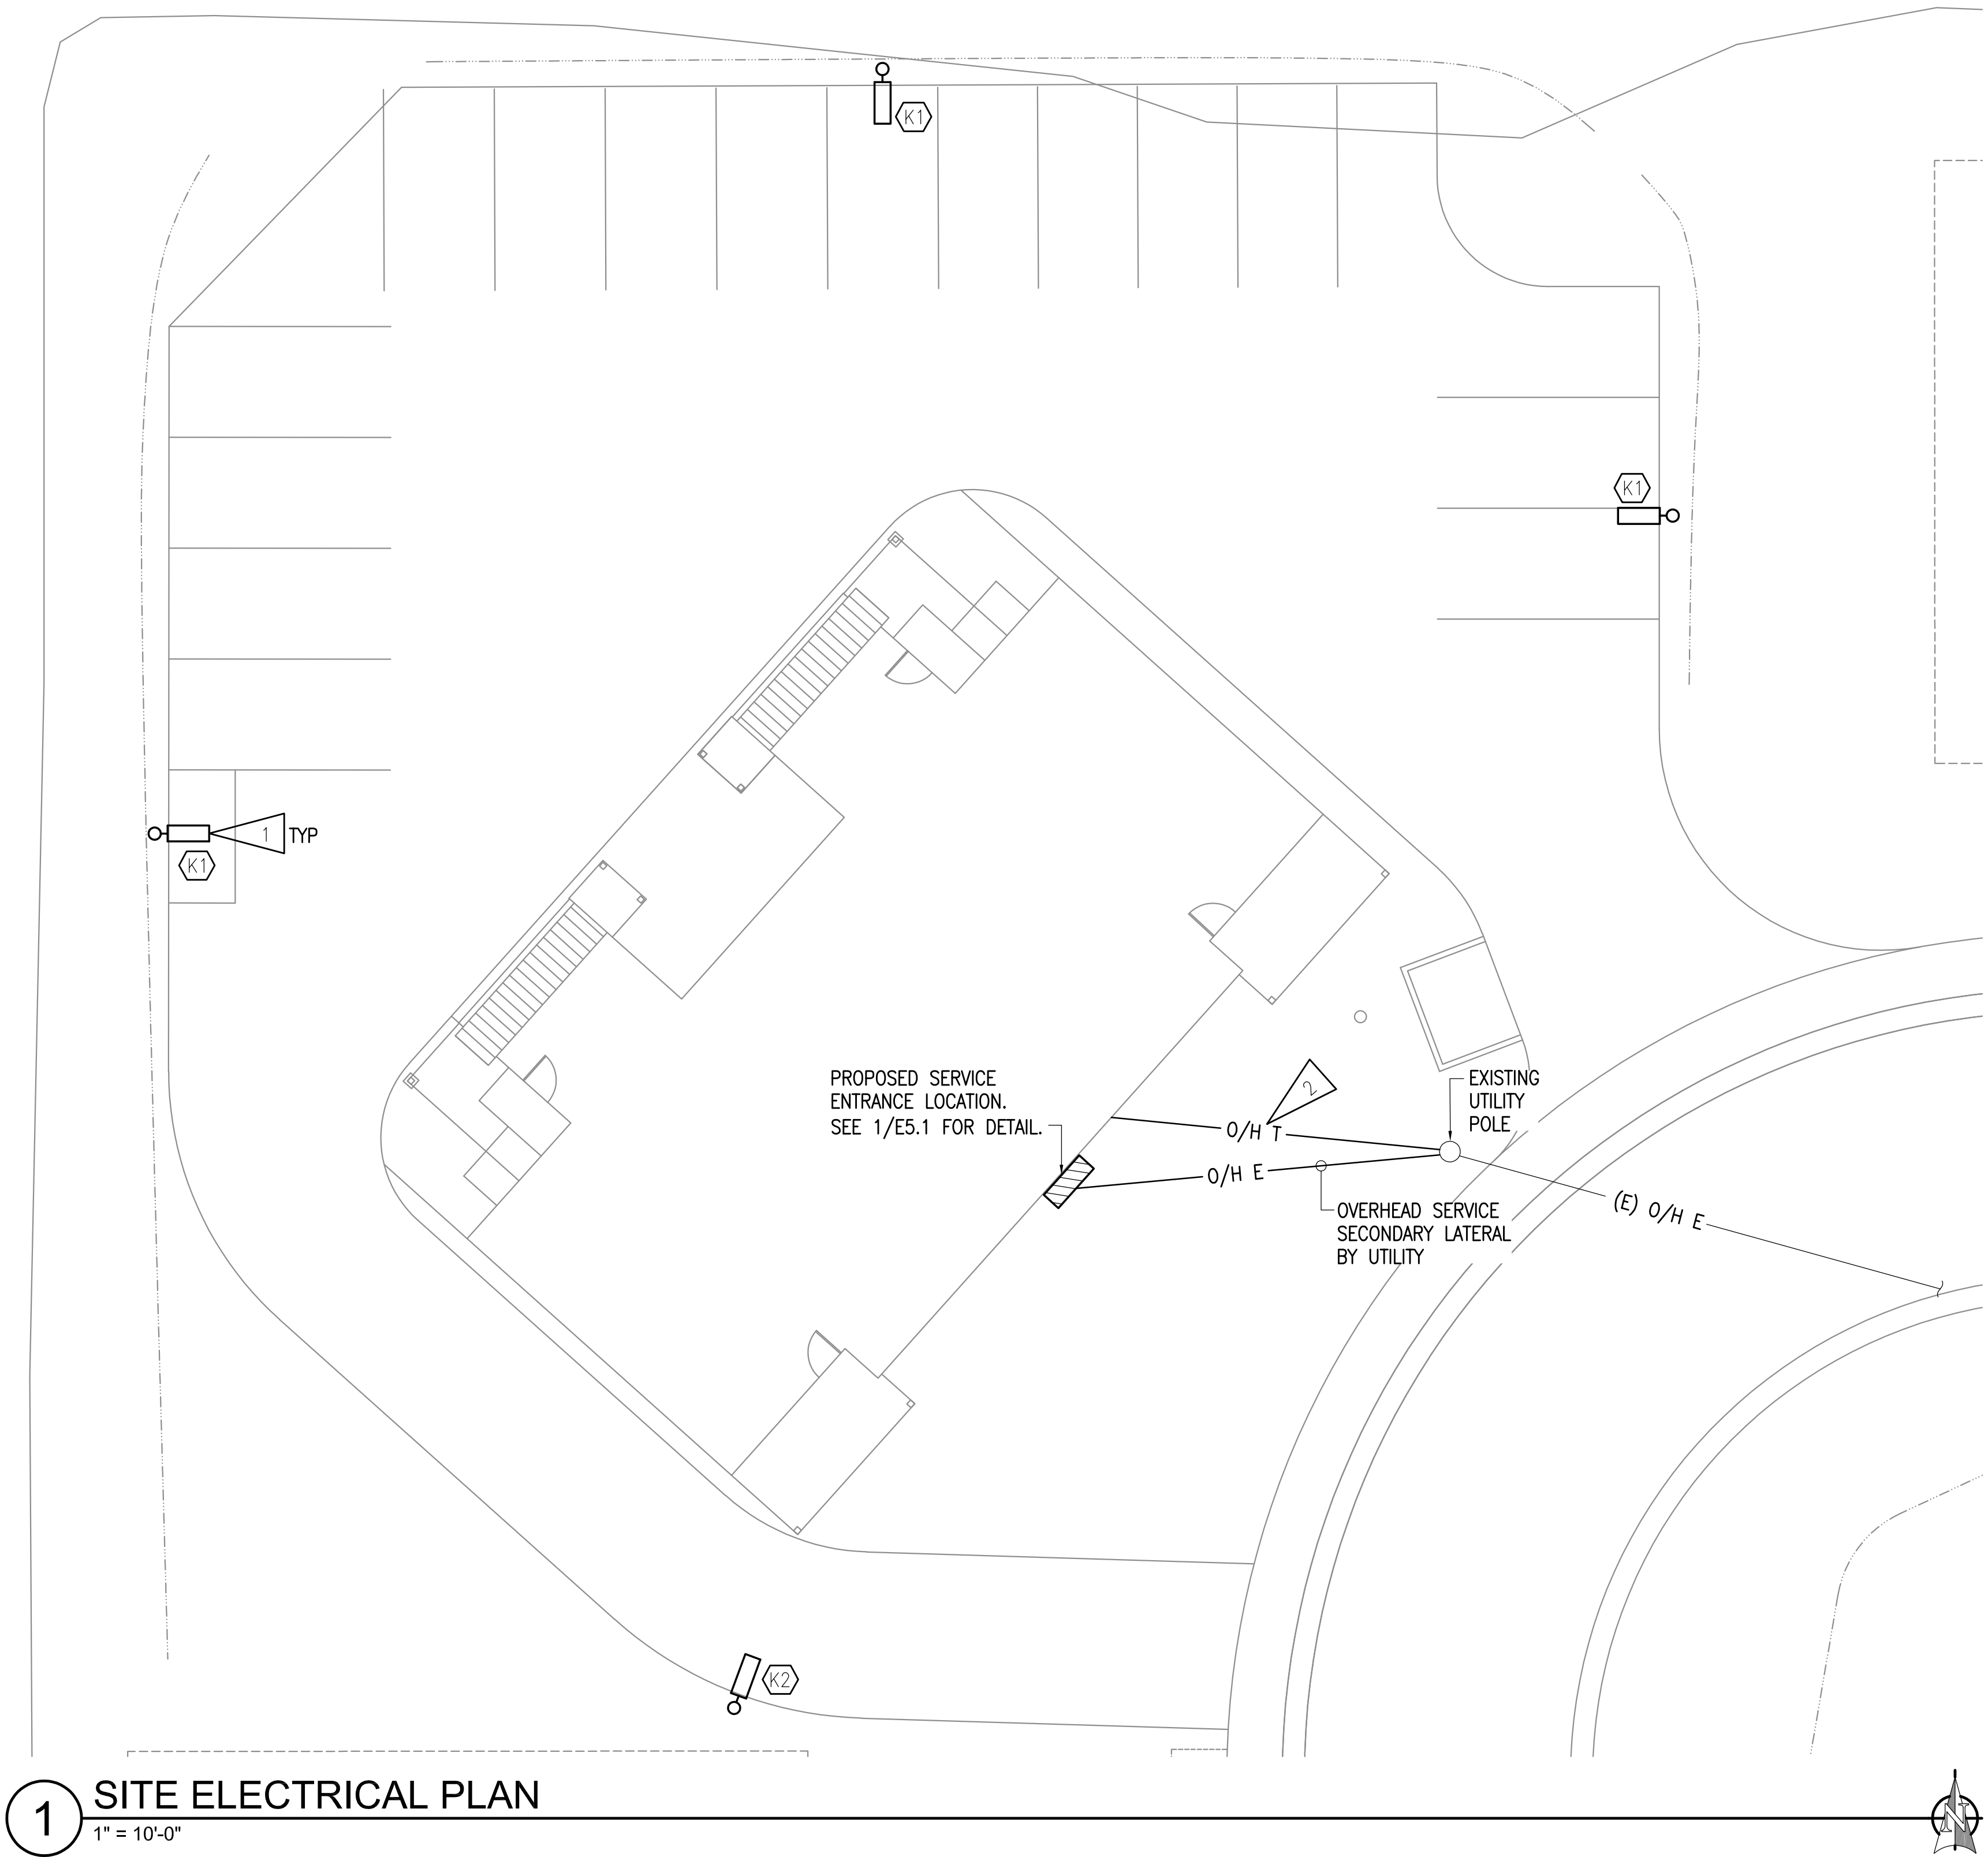 K1
K1
1 TYP
K1
PROPOSED SERVICE
ENTRANCE LOCATION.
SEE 1/E5.1 FOR DETAIL.
2
O/H T
O/H E
EXISTING
UTILITY
POLE
(E) O/H E
OVERHEAD SERVICE
SECONDARY LATERAL
BY UTILITY
K2
1
SITE ELECTRICAL PLAN
1" = 10'-0"
N